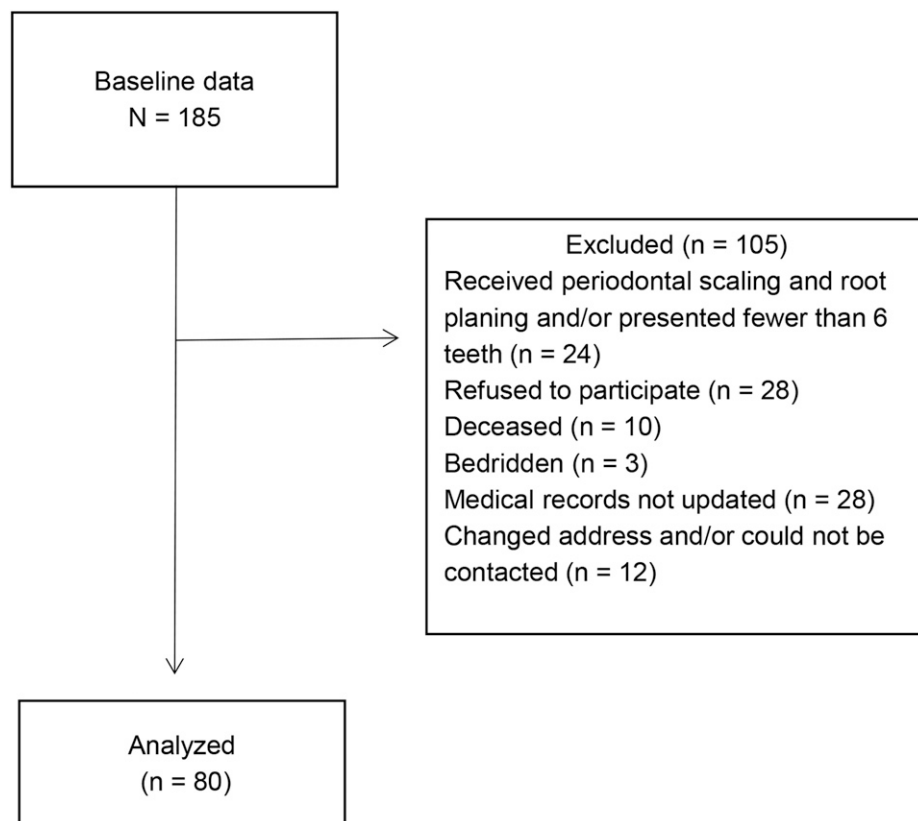 Baseline data
N = 185
Excluded (n = 105)
Received periodontal scaling and root
planing and/or presented fewer than 6
teeth (n = 24)
Refused to participate (n = 28)
Deceased (n = 10)
Bedridden (n = 3)
Medical records not updated (n = 28)
Changed address and/or could not be
contacted (n = 12)
Analyzed
(n = 80)